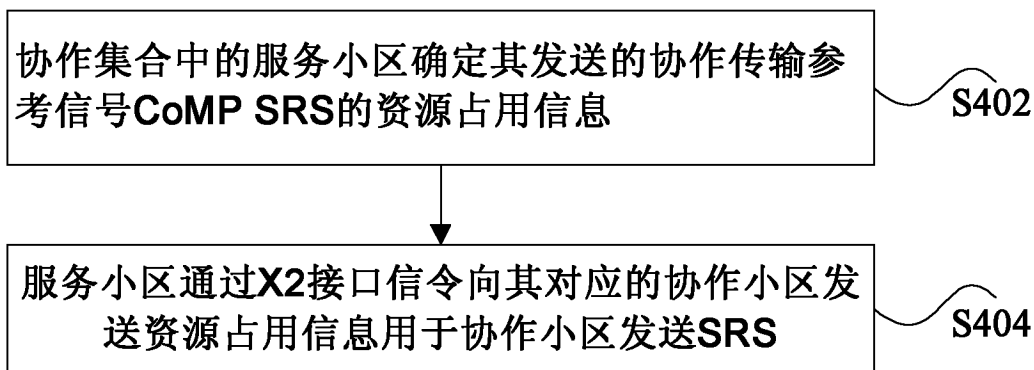 协作集合中的服务小区确定其发送的协作传输参
考信号CoMP SRS的资源占用信息
S402
服务小区通过X2接口信令向其对应的协作小区发
送资源占用信息用于协作小区发送SRS
S404